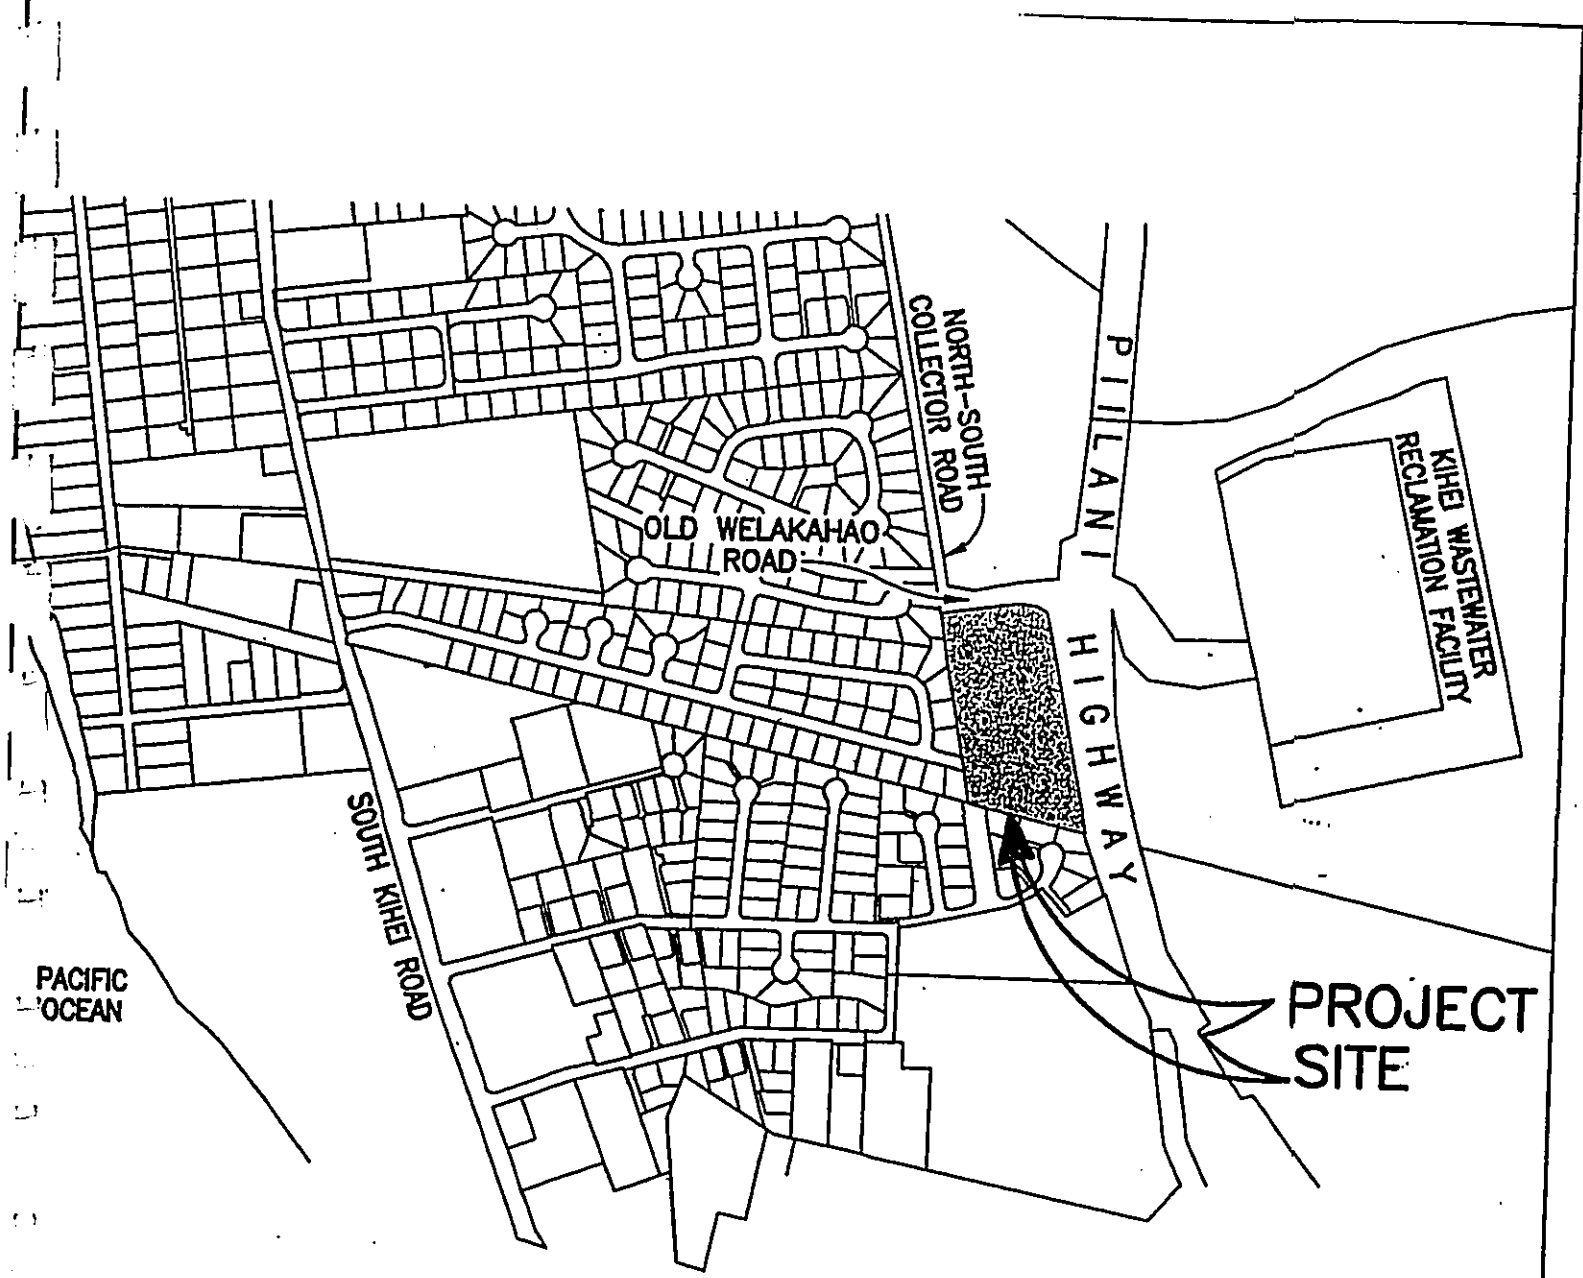 NORTH-SOUTH
COLLECTOR ROAD
PIILANI HIGHWAY
KIHEI WASTEWATER
RECLAMATION FACILITY
OLD WELAKAHAO
ROAD
SOUTH KIHEI ROAD
PACIFIC
OCEAN
PROJECT
SITE